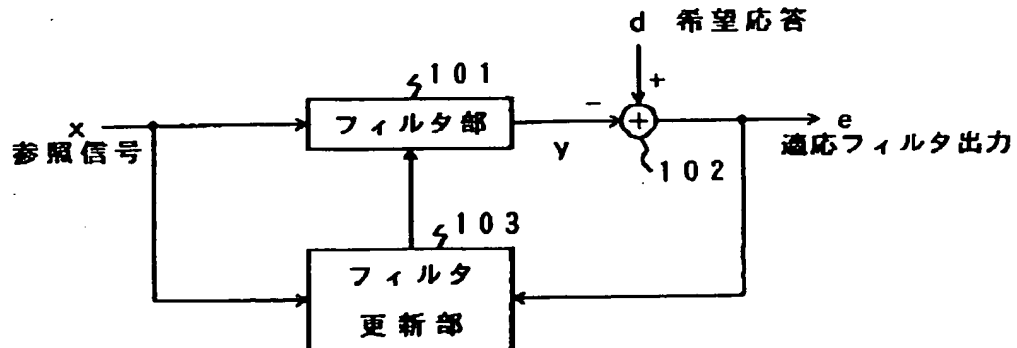 d 希望応答
+
101
-
x
フィルタ部
+
e
参照信号
y
適応フィルタ出力
102
103
フィルタ
更新部